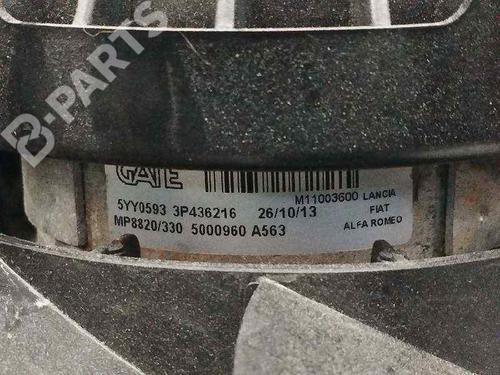 B-PARTS
GATE
M11003600 LANCIA
5YY0593 3P436216 26/10/13 FIAT
MP8820/330 5000960 A563 ALFA ROMEO